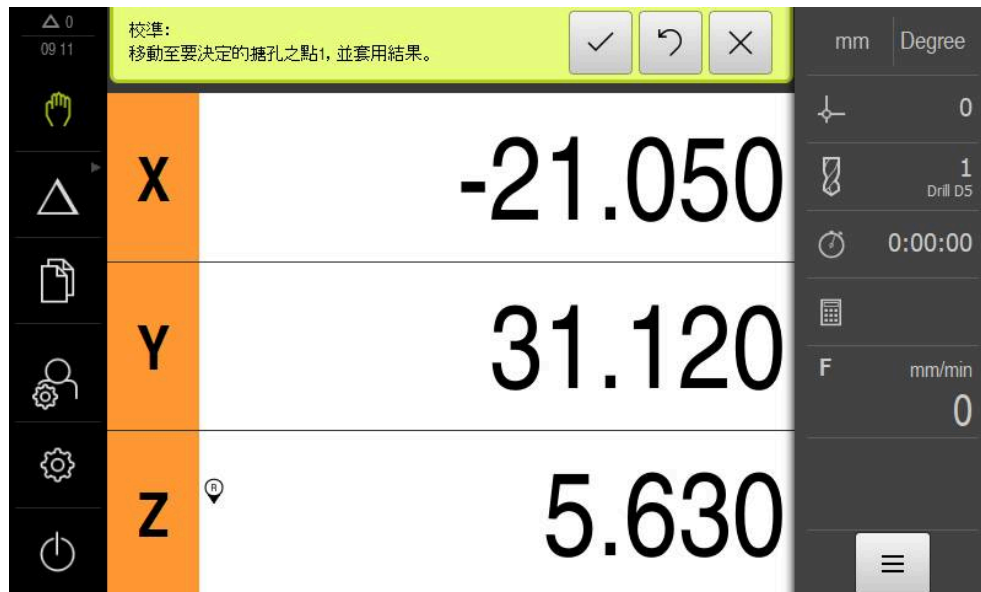 0
09 11
校準:
移動至要決定的搪孔之點1, 並套用結果。
mm
Degree
0
X
-21.050
1
Drill D5
0:00:00
Y
31.120
F
mm/min
0
Z
R
5.630